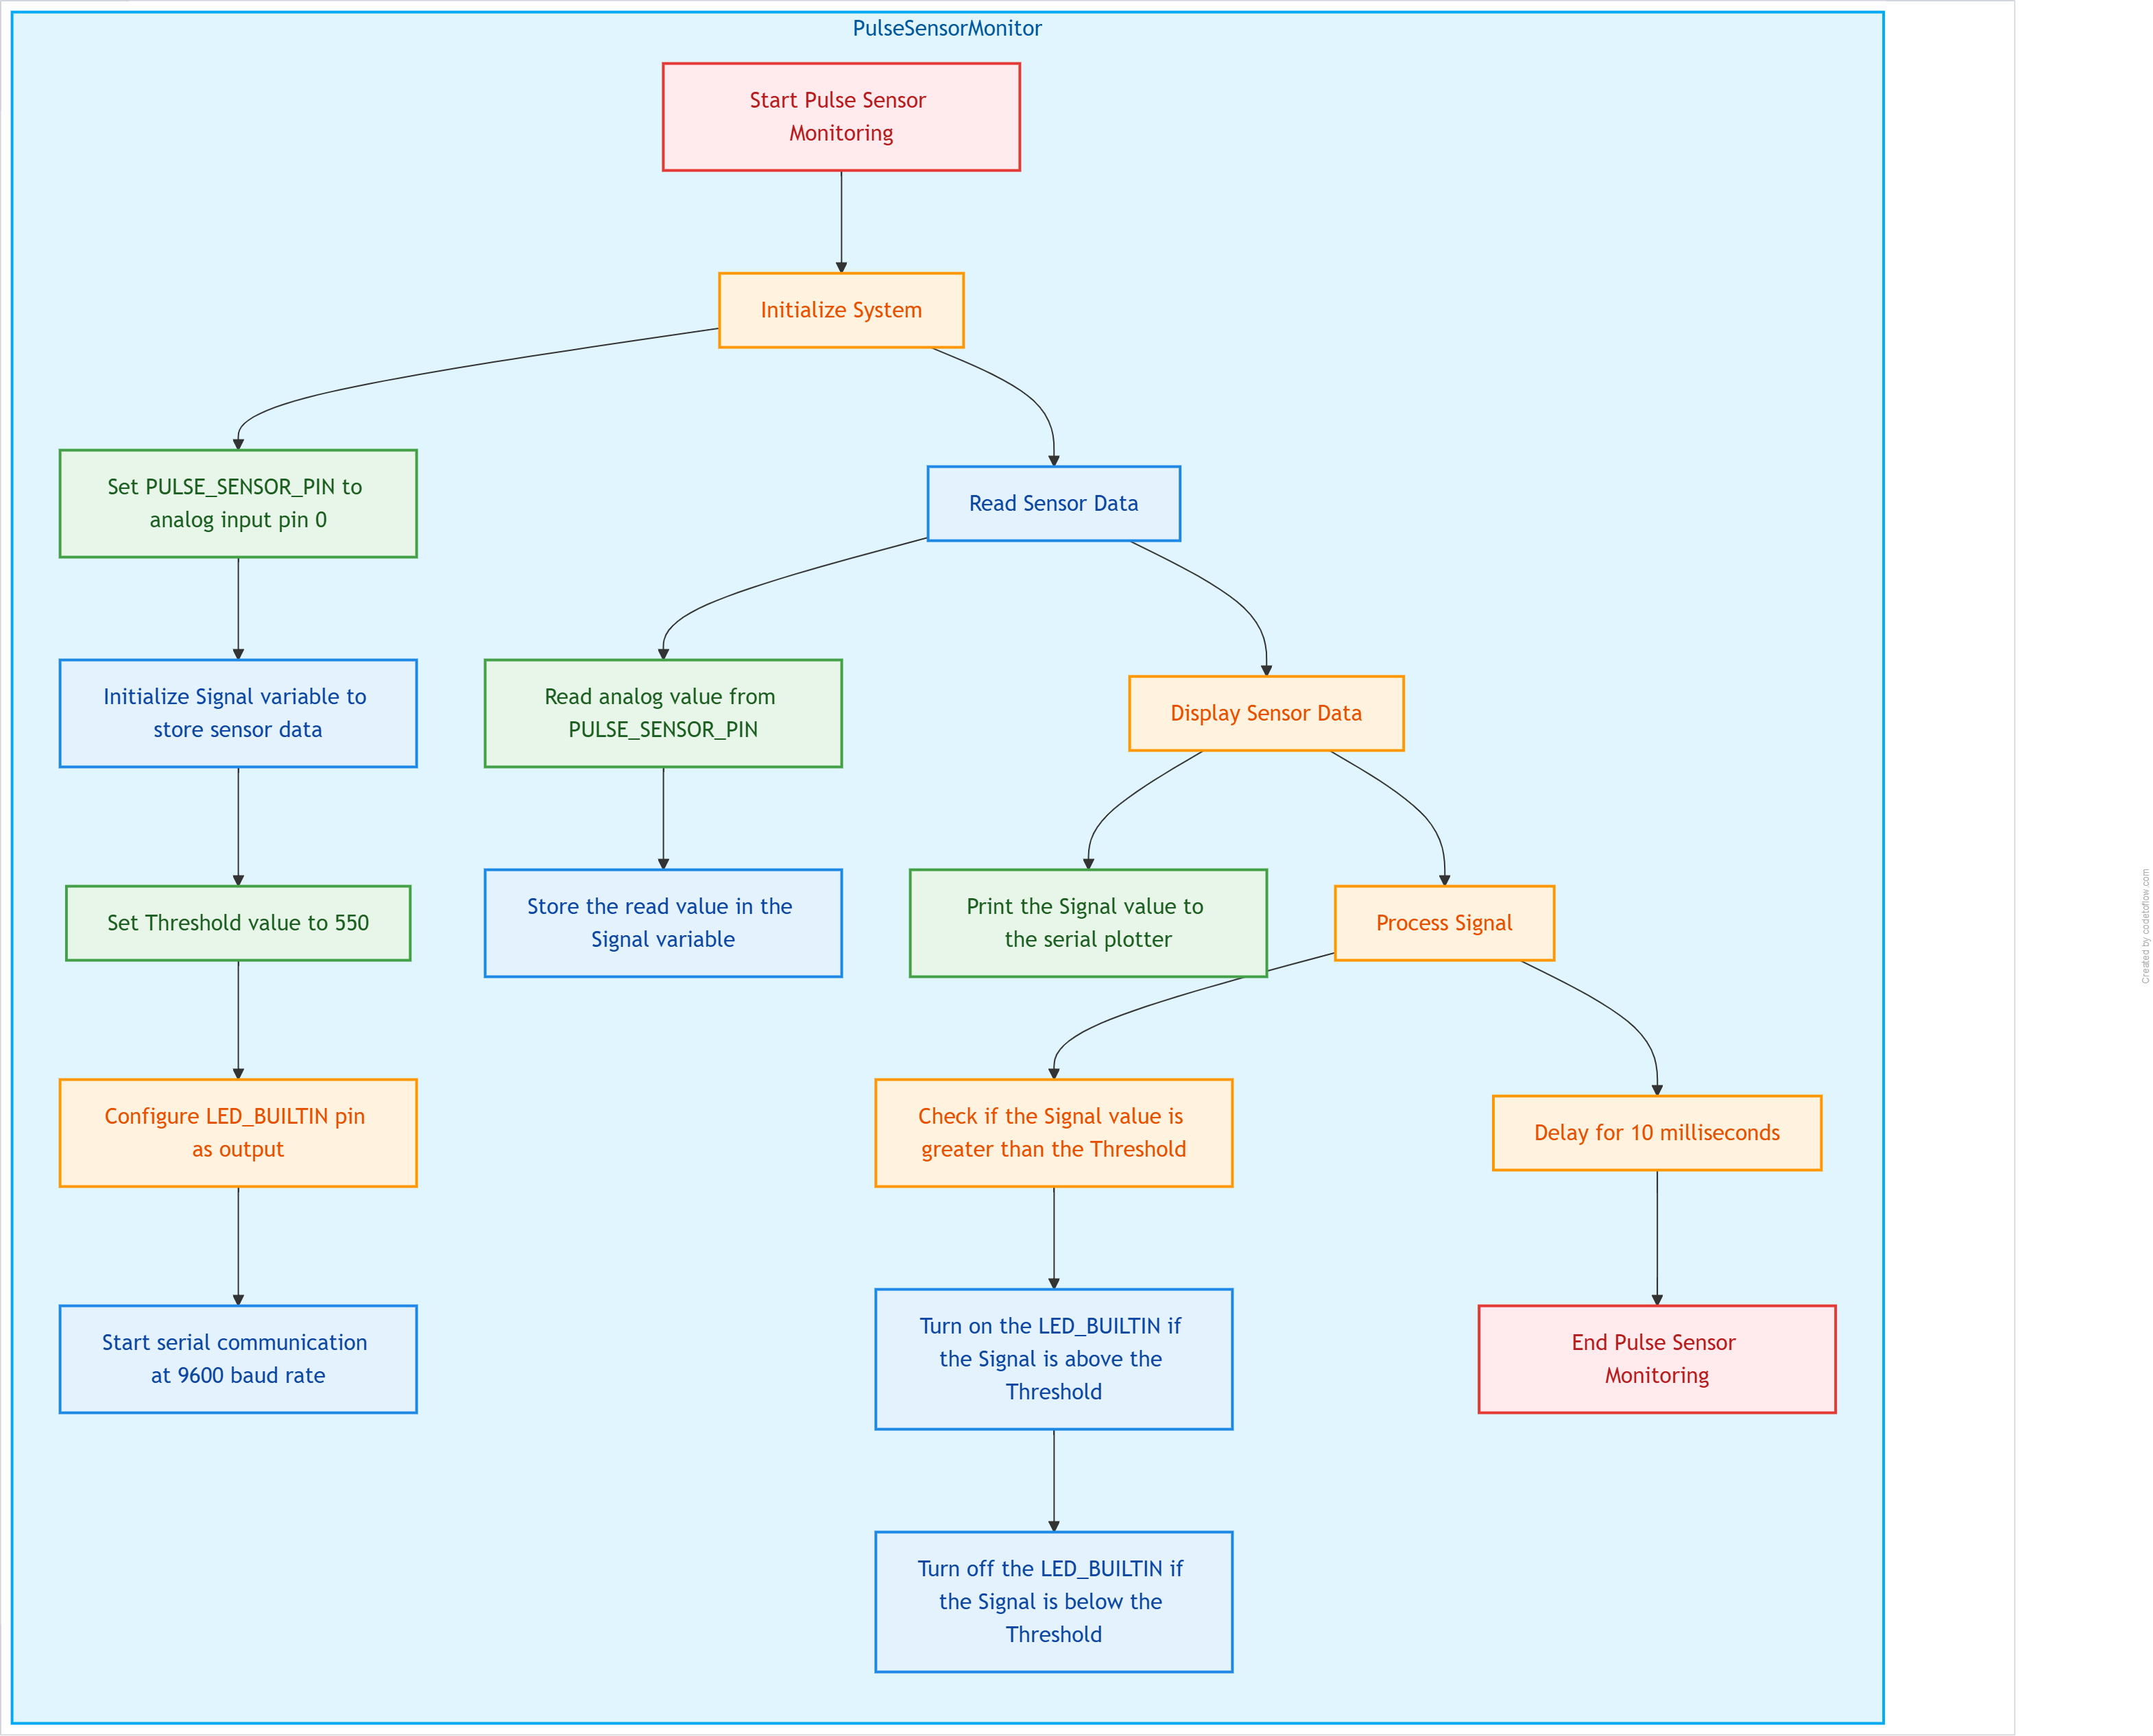 PulseSensorMonitor
Start Pulse Sensor
Monitoring
Initialize System
Set PULSE_SENSOR_PIN to
analog input pin 0
Read Sensor Data
Initialize Signal variable to
store sensor data
Read analog value from
PULSE_SENSOR_PIN
Display Sensor Data
Set Threshold value to 550
Store the read value in the
Signal variable
Print the Signal value to
the serial plotter
Process Signal
Configure LED_BUILTIN pin
as output
Check if the Signal value is
greater than the Threshold
Delay for 10 milliseconds
Start serial communication
at 9600 baud rate
Turn on the LED_BUILTIN if
the Signal is above the
Threshold
End Pulse Sensor
Monitoring
Turn off the LED_BUILTIN if
the Signal is below the
Threshold
Created by codetoflow.com